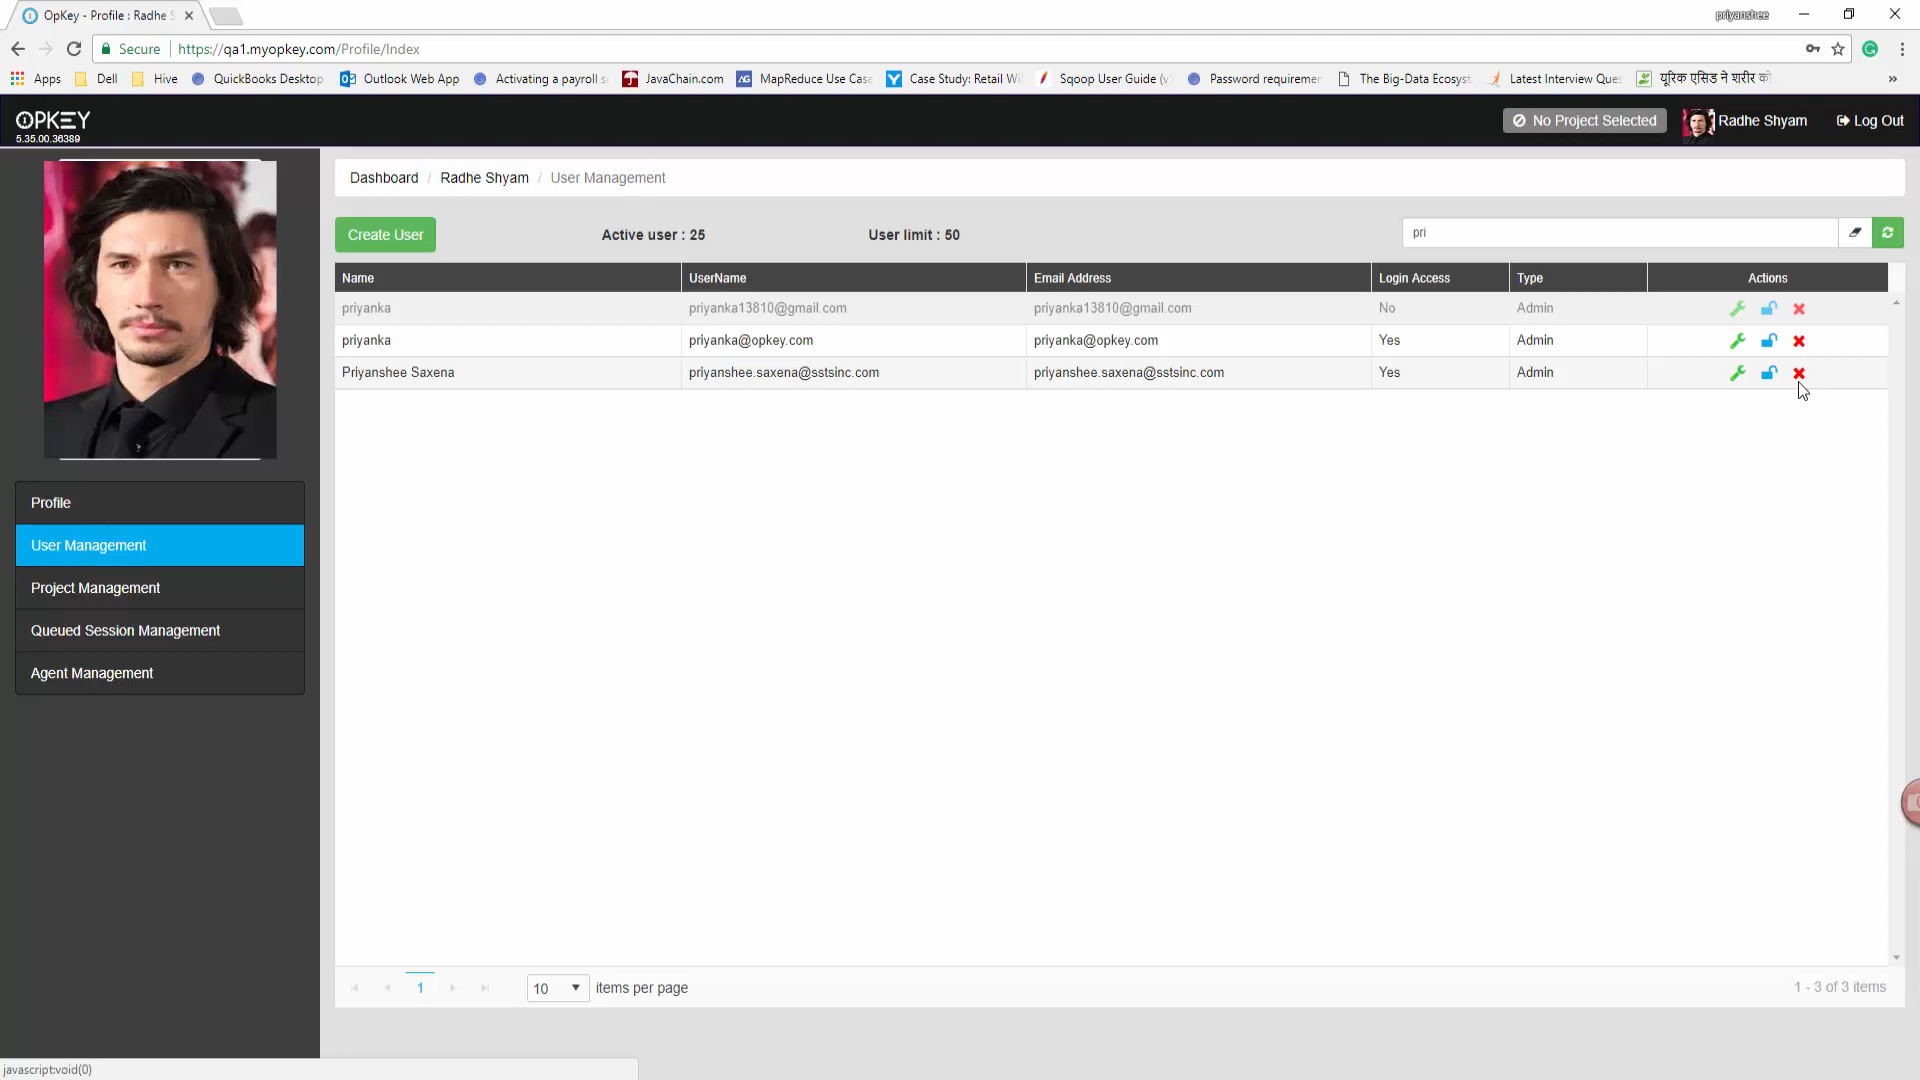 OpKey - Profile : Radhe S
priyanshee
Secure https://qa1.myopkey.com/Profile/Index
Apps Dell Hive QuickBooks Desktop Outlook Web App Activating a payroll s JavaChain.com MapReduce Use Case Case Study: Retail Wi Sqoop User Guide (v Password requiremen The Big-Data Ecosyst Latest Interview Ques यूरिक एसिड ने शरीर को »
OPKEY
5.35.00.36389
No Project Selected Radhe Shyam Log Out
Dashboard / Radhe Shyam / User Management
Create User Active user : 25 User limit : 50 pri
Name UserName Email Address Login Access Type Actions
priyanka priyanka13810@gmail.com priyanka13810@gmail.com No Admin
priyanka priyanka@opkey.com priyanka@opkey.com Yes Admin
Priyanshee Saxena priyanshee.saxena@sstsinc.com priyanshee.saxena@sstsinc.com Yes Admin
Profile
User Management
Project Management
Queued Session Management
Agent Management
1 10 items per page 1 - 3 of 3 items
javascript:void(0)